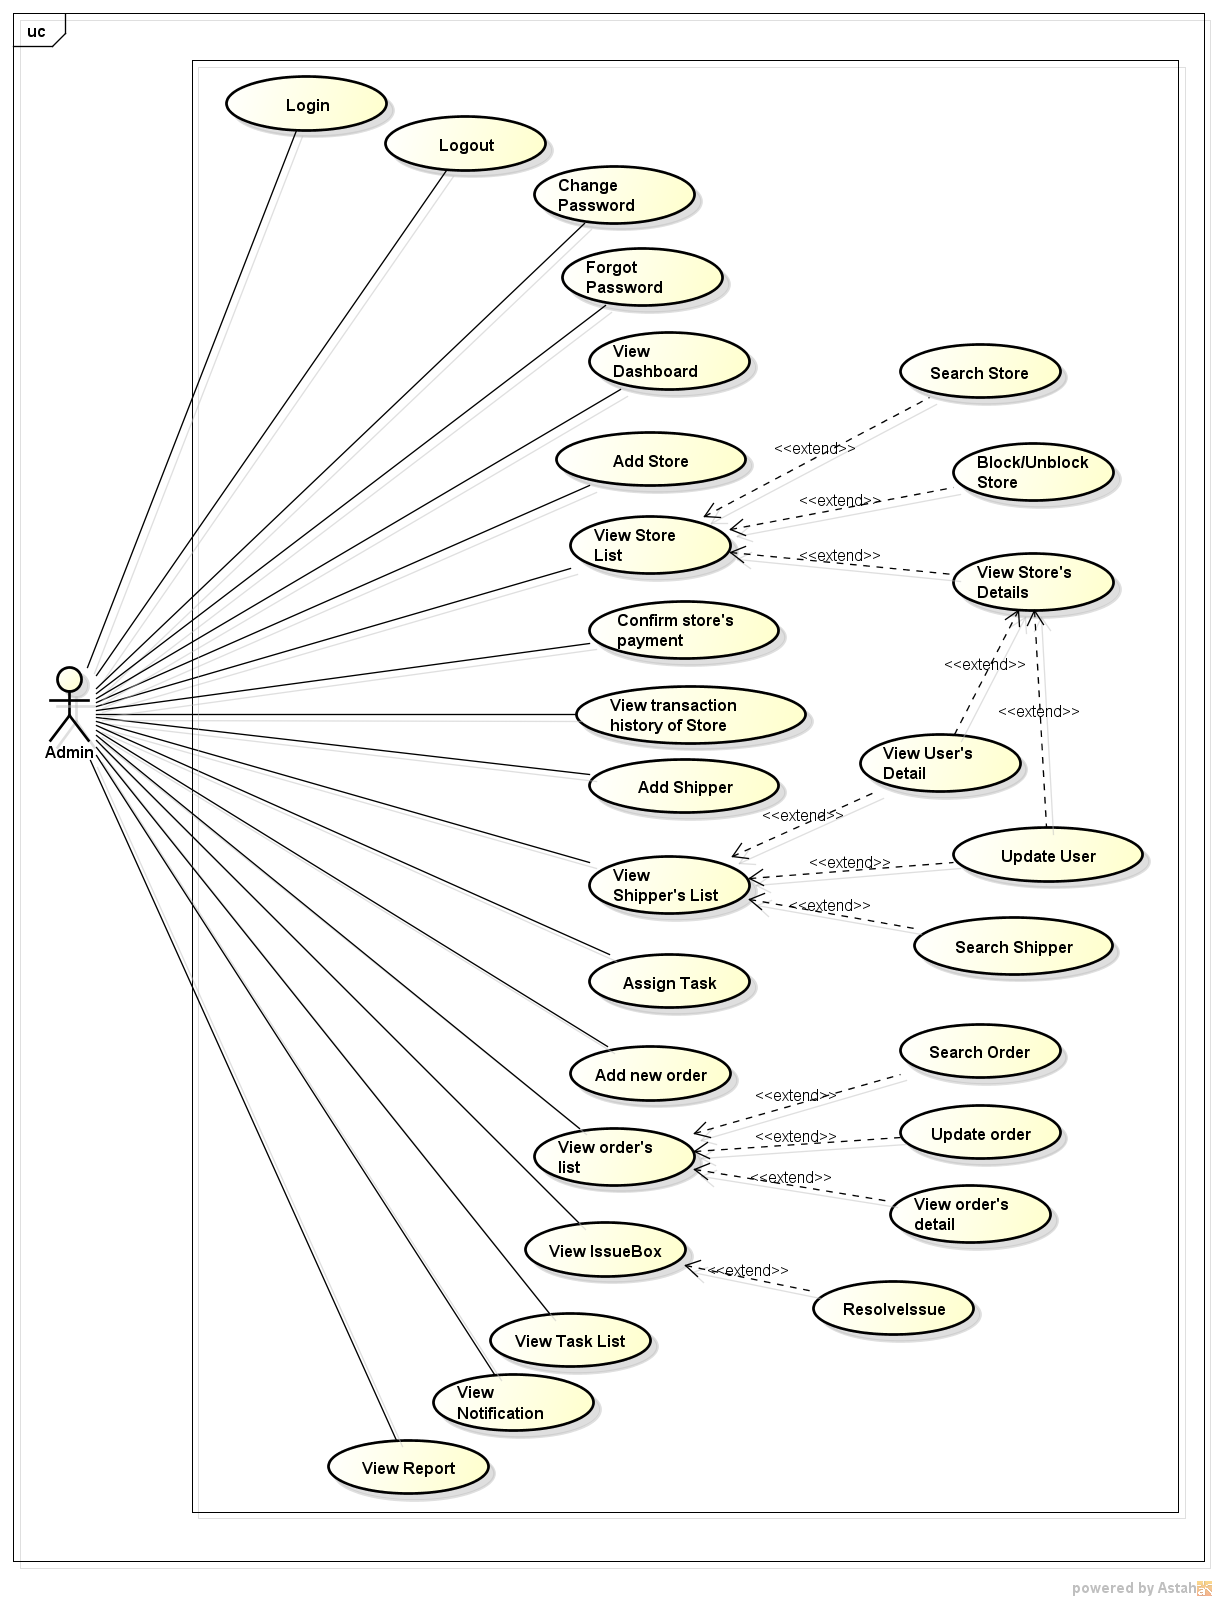 uc
Login
Logout
Change
Password
Forgot
Password
View
Dashboard
Search Store
<<extend>>
Add Store
Block/Unblock
Store
<<extend>>
View Store
List
<<extend>>
View Store's
Details
Confirm store's
payment
<<extend>>
View transaction
history of Store
<<extend>>
Admin
View User's
Detail
Add Shipper
<<extend>>
Update User
<<extend>>
View
Shipper's List
<<extend>>
Search Shipper
Assign Task
Search Order
Add new order
<<extend>>
Update order
<<extend>>
View order's
list
<<extend>>
View order's
detail
View IssueBox
<<extend>>
ResolveIssue
View Task List
View
Notification
View Report
powered by Astah